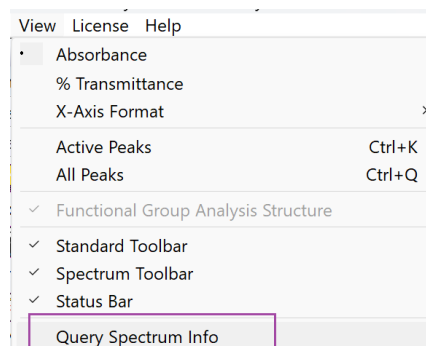 View License Help
Absorbance
% Transmittance
X-Axis Format
Active Peaks Ctrl+K
All Peaks Ctrl+Q
Functional Group Analysis Structure
Standard Toolbar
Spectrum Toolbar
Status Bar
Query Spectrum Info